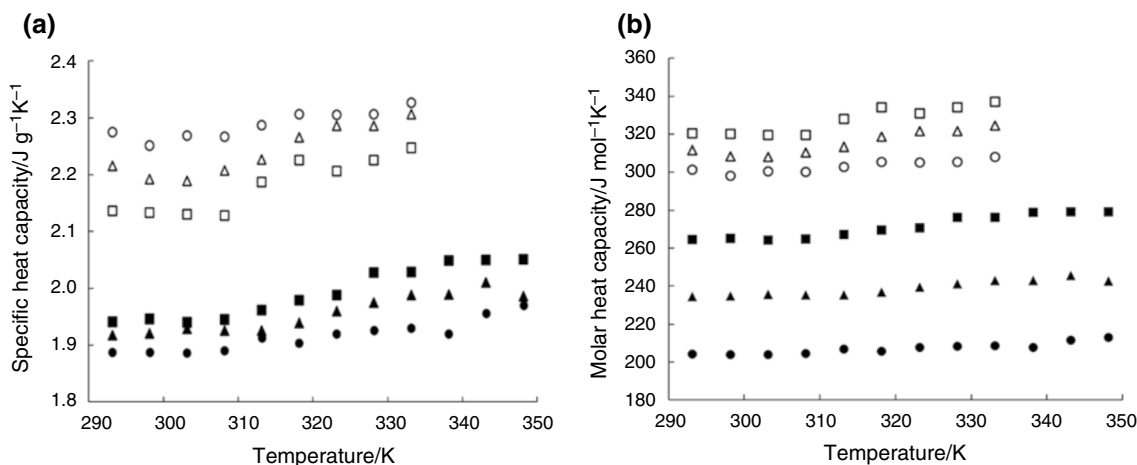 (a)
Specific heat capacity/J g⁻¹K⁻¹
2.4
2.3
2.2
2.1
2.0
1.9
1.8
290 300 310 320 330 340 350
Temperature/K
(b)
Molar heat capacity/J mol⁻¹K⁻¹
360
340
320
300
280
260
240
220
200
180
290 300 310 320 330 340 350
Temperature/K